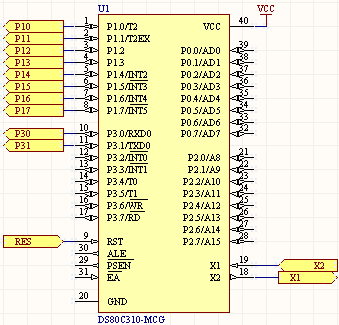 U1
VCC
P10 1 P1.0/T2 VCC 40
P11 2 P1.1/T2EX
P12 3 P1.2 P0.0/AD0 39
P13 4 P1.3 P0.1/AD1 38
P14 5 P1.4/INT2 P0.2/AD2 37
P15 6 P1.5/INT3 P0.3/AD3 36
P16 7 P1.6/INT4 P0.4/AD4 35
P17 8 P1.7/INT5 P0.5/AD5 34
P0.6/AD6 33
P30 10 P3.0/RXD0 P0.7/AD7 32
P31 11 P3.1/TXD0
12 P3.2/INT0 P2.0/A8 21
13 P3.3/INT1 P2.1/A9 22
14 P3.4/T0 P2.2/A10 23
15 P3.5/T1 P2.3/A11 24
16 P3.6/WR P2.4/A12 25
17 P3.7/RD P2.5/A13 26
P2.6/A14 27
RES 9 RST P2.7/A15 28
30 ALE
29 PSEN X1 19 X2
31 EA X2 18 X1
20 GND
DS80C310-MCG